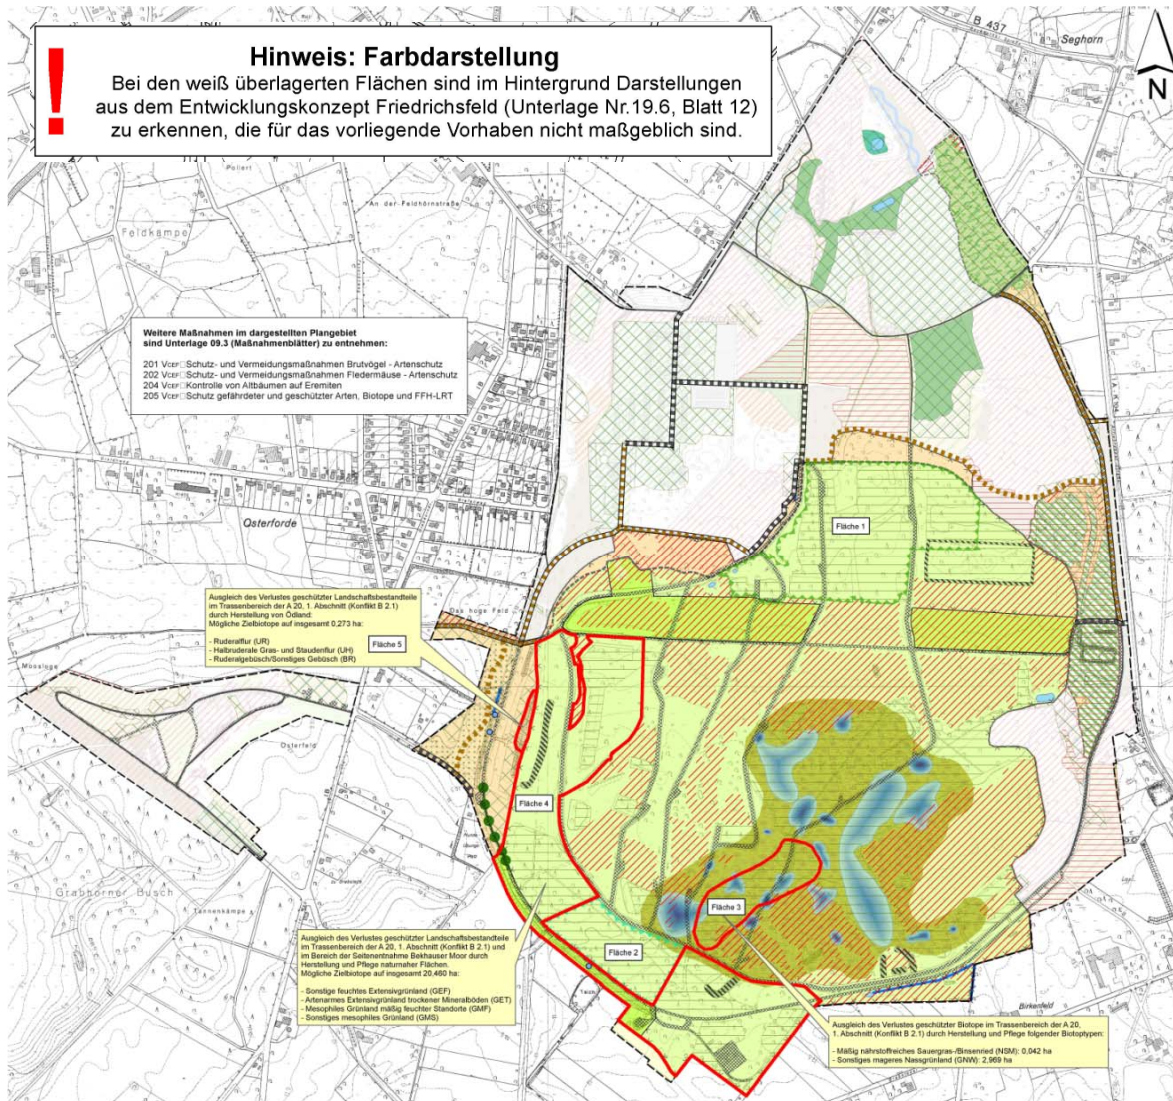 Hinweis: Farbdarstellung
Bei den weiß überlagerten Flächen sind im Hintergrund Darstellungen
aus dem Entwicklungskonzept Friedrichsfeld (Unterlage Nr.19.6, Blatt 12)
zu erkennen, die für das vorliegende Vorhaben nicht maßgeblich sind.
B 437
Seghorn
N
An der Feldhörnstraße
Feldkampe
Weitere Maßnahmen im dargestellten Plangebiet
sind Unterlage 09.3 (Maßnahmenblätter) zu entnehmen:
201 VCEF Schutz- und Vermeidungsmaßnahmen Brutvögel - Artenschutz
202 VCEF Schutz- und Vermeidungsmaßnahmen Fledermäuse - Artenschutz
204 VCEF Kontrolle von Altbäumen auf Eremiten
205 VCEF Schutz gefährdeter und geschützter Arten, Biotope und FFH-LRT
Osterforde
Fläche 1
Ausgleich des Verlustes geschützter Landschaftsbestandteile
im Trassenbereich der A 20, 1. Abschnitt (Konflikt B 2.1)
durch Herstellung von Ödland:
Mögliche Zielbiotope auf insgesamt 0,273 ha:
- Ruderalflur (UR)
- Halbruderale Gras- und Staudenflur (UH)
- Ruderalgebüsch/Sonstiges Gebüsch (BR)
Das hoge Feld
Fläche 5
Moosloge
Osterfeld
Fläche 4
Grabhorner Busch
Tannenkämpe
Fläche 3
Fläche 2
Ausgleich des Verlustes geschützter Landschaftsbestandteile
im Trassenbereich der A 20, 1. Abschnitt (Konflikt B 2.1) und
im Bereich der Seitenentnahme Bekhauser Moor durch
Herstellung und Pflege naturnaher Flächen.
Mögliche Zielbiotope auf insgesamt 20,460 ha:
- Sonstige feuchtes Extensivgrünland (GEF)
- Artenarmes Extensivgrünland trockener Mineralböden (GET)
- Mesophiles Grünland mäßig feuchter Standorte (GMF)
- Sonstiges mesophiles Grünland (GMS)
Birkenfeld
Ausgleich des Verlustes geschützter Biotope im Trassenbereich der A 20,
1. Abschnitt (Konflikt B 2.1) durch Herstellung und Pflege folgender Biotoptypen:
- Mäßig nährstoffreiches Sauergras-/Binsenried (NSM): 0,042 ha
- Sonstiges mageres Nassgrünland (GNW): 2,969 ha